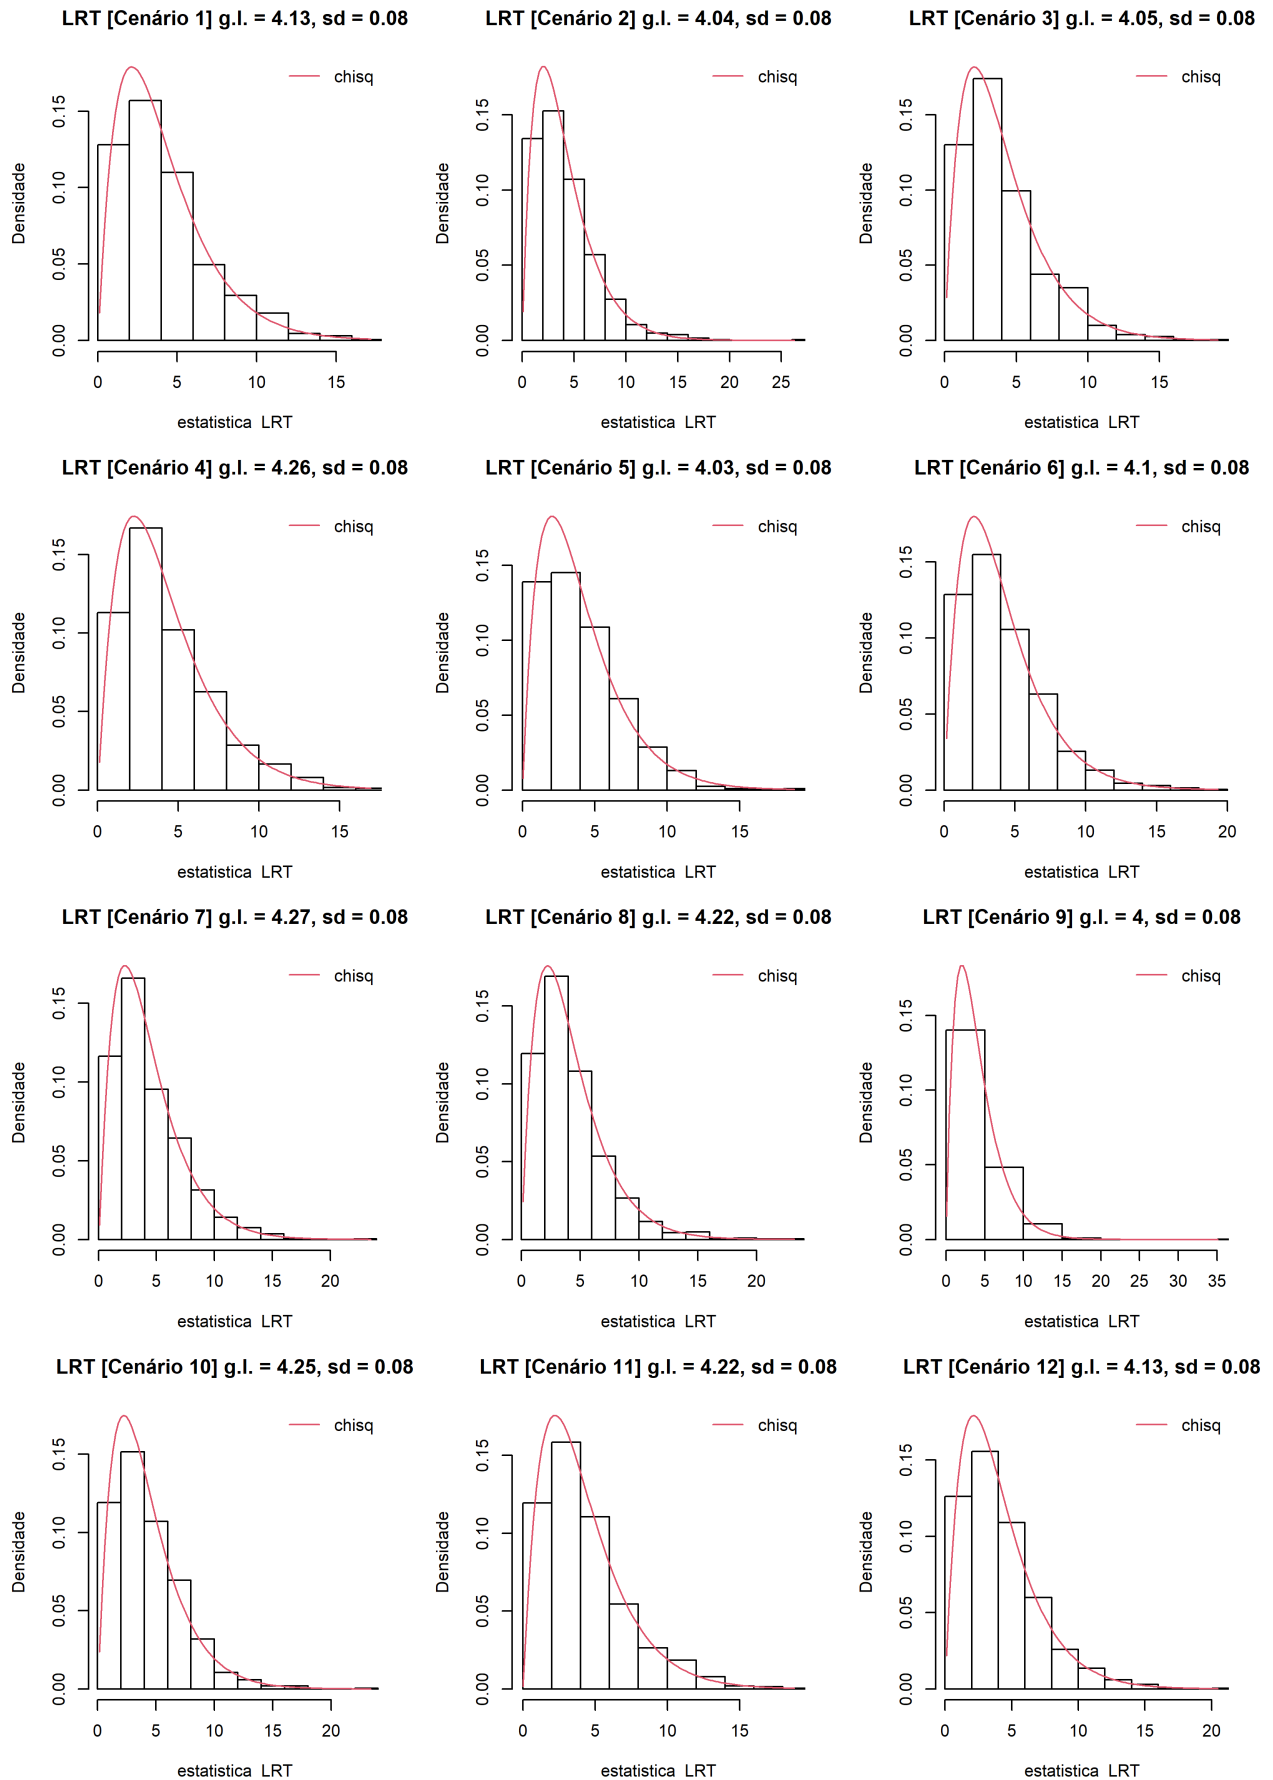 LRT [Cenário 1] g.l. = 4.13, sd = 0.08
chisq
Densidade
0.00 0.05 0.10 0.15
0 5 10 15
estatistica LRT
LRT [Cenário 2] g.l. = 4.04, sd = 0.08
chisq
Densidade
0.00 0.05 0.10 0.15
0 5 10 15 20 25
estatistica LRT
LRT [Cenário 3] g.l. = 4.05, sd = 0.08
chisq
Densidade
0.00 0.05 0.10 0.15
0 5 10 15
estatistica LRT
LRT [Cenário 4] g.l. = 4.26, sd = 0.08
chisq
Densidade
0.00 0.05 0.10 0.15
0 5 10 15
estatistica LRT
LRT [Cenário 5] g.l. = 4.03, sd = 0.08
chisq
Densidade
0.00 0.05 0.10 0.15
0 5 10 15
estatistica LRT
LRT [Cenário 6] g.l. = 4.1, sd = 0.08
chisq
Densidade
0.00 0.05 0.10 0.15
0 5 10 15 20
estatistica LRT
LRT [Cenário 7] g.l. = 4.27, sd = 0.08
chisq
Densidade
0.00 0.05 0.10 0.15
0 5 10 15 20
estatistica LRT
LRT [Cenário 8] g.l. = 4.22, sd = 0.08
chisq
Densidade
0.00 0.05 0.10 0.15
0 5 10 15 20
estatistica LRT
LRT [Cenário 9] g.l. = 4, sd = 0.08
chisq
Densidade
0.00 0.05 0.10 0.15
0 5 10 15 20 25 30 35
estatistica LRT
LRT [Cenário 10] g.l. = 4.25, sd = 0.08
chisq
Densidade
0.00 0.05 0.10 0.15
0 5 10 15 20
estatistica LRT
LRT [Cenário 11] g.l. = 4.22, sd = 0.08
chisq
Densidade
0.00 0.05 0.10 0.15
0 5 10 15
estatistica LRT
LRT [Cenário 12] g.l. = 4.13, sd = 0.08
chisq
Densidade
0.00 0.05 0.10 0.15
0 5 10 15 20
estatistica LRT